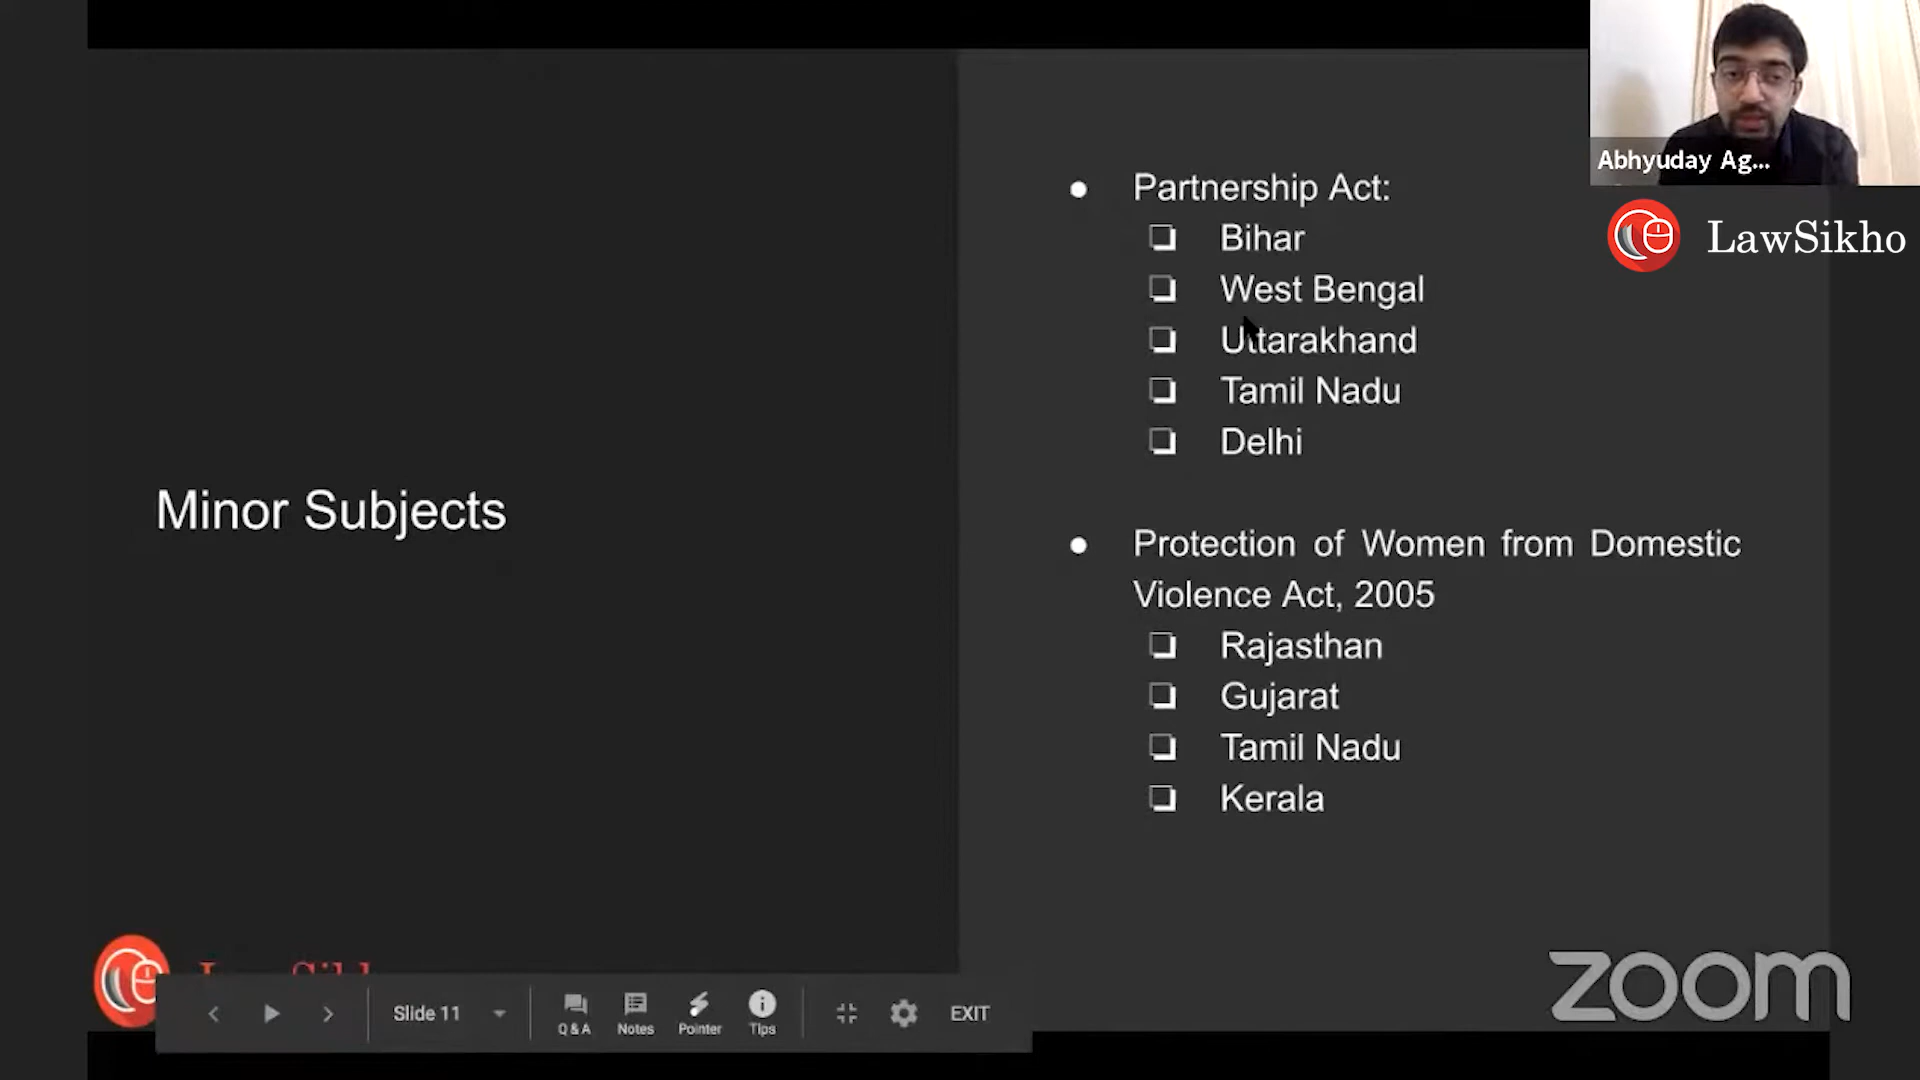 Abhyuday Ag...
LawSikho
Partnership Act:
Bihar
West Bengal
Uttarakhand
Tamil Nadu
Delhi
Minor Subjects
Protection of Women from Domestic
Violence Act, 2005
Rajasthan
Gujarat
Tamil Nadu
Kerala
zoom
Slide 11
Q & A
Notes
Pointer
Tips
EXIT